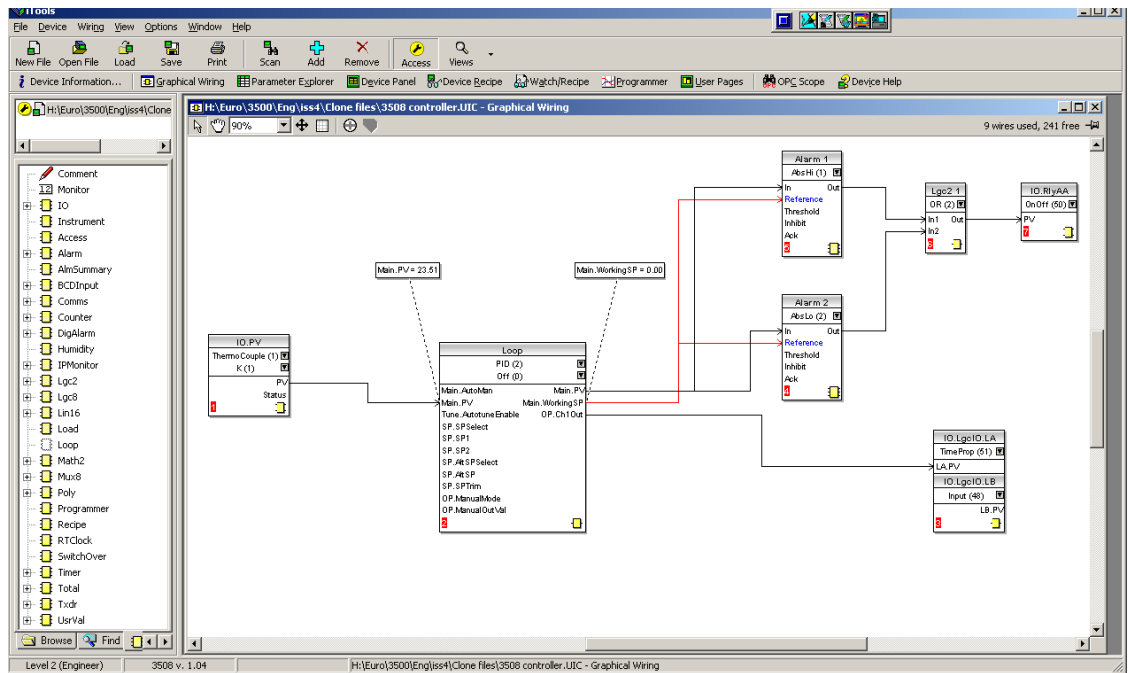 iTools
File Device Wiring View Options Window Help
New File Open File Load Save Print Scan Add Remove Access Views
Device Information... Graphical Wiring Parameter Explorer Device Panel Device Recipe Watch/Recipe Programmer User Pages OPC Scope Device Help
H:\Euro\3500\Eng\iss4\Clone
H:\Euro\3500\Eng\iss4\Clone files\3508 controller.UIC - Graphical Wiring
90%
9 wires used, 241 free
Comment
12 Monitor
IO
Instrument
Access
Alarm
AlmSummary
BCDInput
Comms
Counter
DigAlarm
Humidity
IPMonitor
Lgc2
Lgc8
Lin16
Load
Loop
Math2
Mux8
Poly
Programmer
Recipe
RTClock
SwitchOver
Timer
Total
Txdr
UsrVal
Browse Find
IO.PV
ThermoCouple (1)
K (1)
PV
Status
1
Main.PV = 23.51
Main.WorkingSP = 0.00
Loop
PID (2)
Off (0)
Main.AutoMan Main.PV
Main.PV Main.WorkingSP
Tune.AutotuneEnable OP.Ch1Out
SP.SPSelect
SP.SP1
SP.SP2
SP.AltSPSelect
SP.AltSP
SP.SPTrim
OP.ManualMode
OP.ManualOutVal
2
Alarm 1
AbsHi (1)
In Out
Reference
Threshold
Inhibit
Ack
5
Alarm 2
AbsLo (2)
In Out
Reference
Threshold
Inhibit
Ack
4
Lgc2 1
OR (2)
In1 Out
In2
6
IO.RlyAA
OnOff (50)
PV
7
IO.LgcIO.LA
TimeProp (51)
LA.PV
IO.LgcIO.LB
Input (48)
LB.PV
3
Level 2 (Engineer) 3508 v. 1.04 H:\Euro\3500\Eng\iss4\Clone files\3508 controller.UIC - Graphical Wiring